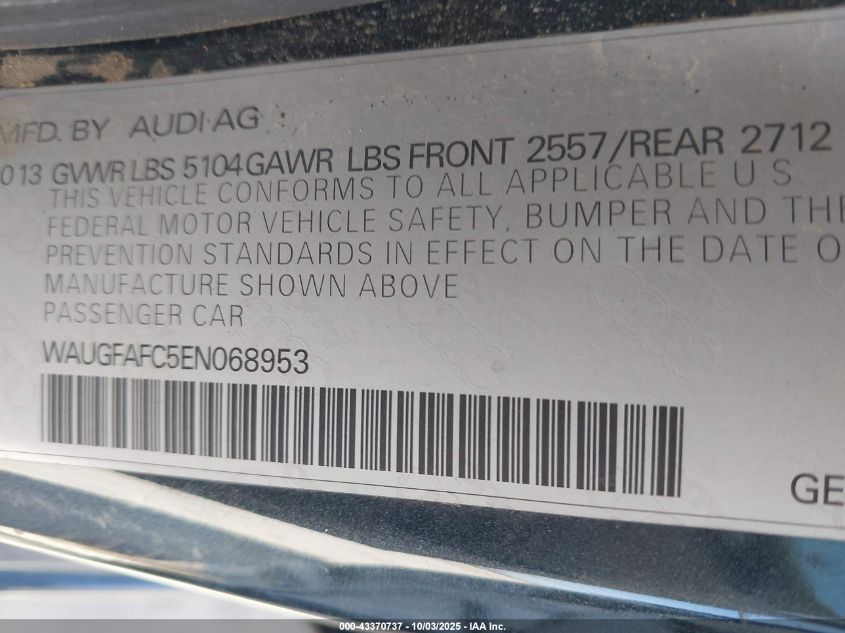 MFD. BY AUDI AG :
013 GVWR LBS 5104 GAWR LBS FRONT 2557/REAR 2712
THIS VEHICLE CONFORMS TO ALL APPLICABLE U.S.
FEDERAL MOTOR VEHICLE SAFETY, BUMPER AND THE
PREVENTION STANDARDS IN EFFECT ON THE DATE O
MANUFACTURE SHOWN ABOVE
PASSENGER CAR
WAUGFAFC5EN068953
GE
000-43370737 - 10/03/2025 - IAA Inc.